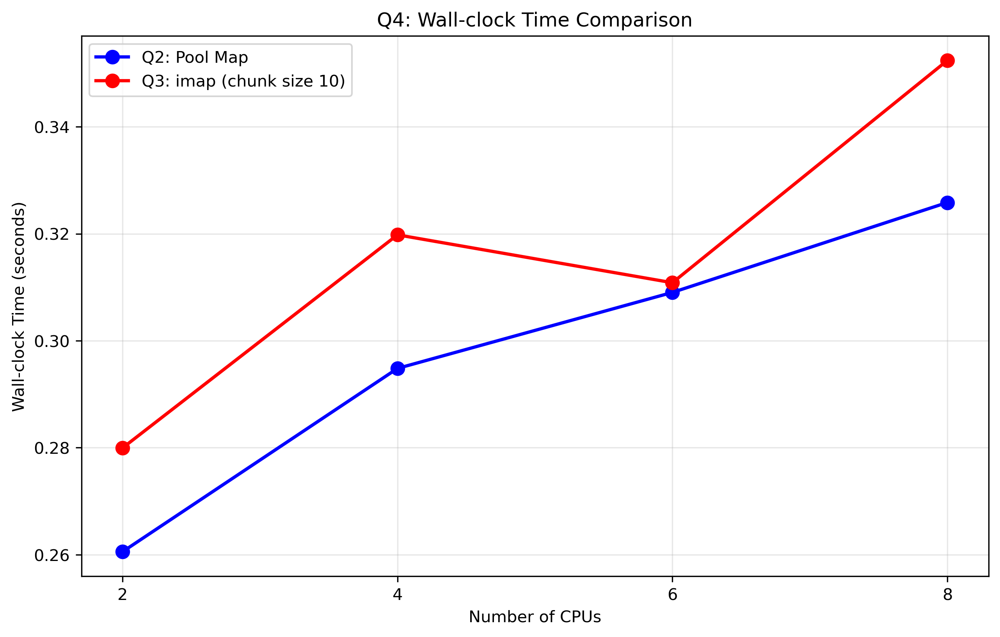 Q4: Wall-clock Time Comparison
Q2: Pool Map
Q3: imap (chunk size 10)
Wall-clock Time (seconds)
0.34
0.32
0.30
0.28
0.26
2 4 6 8
Number of CPUs